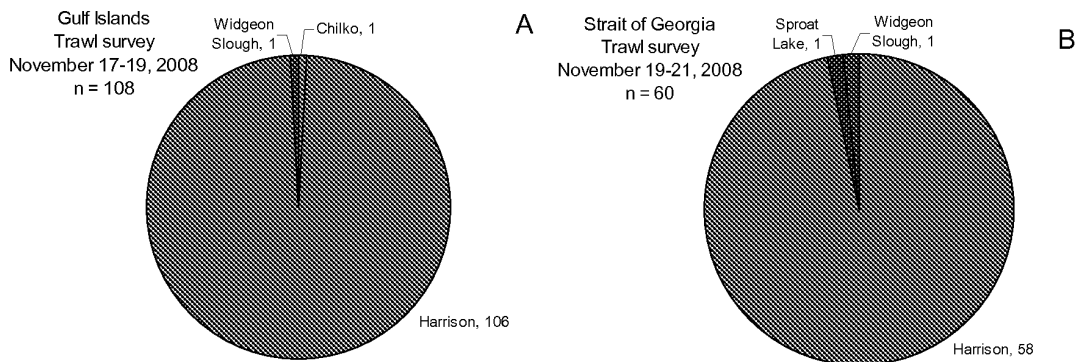 Gulf Islands
Trawl survey
November 17-19, 2008
n = 108
Widgeon
Slough, 1
Chilko, 1
A
Harrison, 106
Strait of Georgia
Trawl survey
November 19-21, 2008
n = 60
Sproat
Lake, 1
Widgeon
Slough, 1
B
Harrison, 58